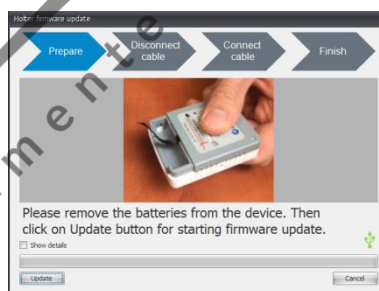 Holter firmware update
Prepare
Disconnect
cable
Connect
cable
Finish
Please remove the batteries from the device. Then
click on Update button for starting firmware update.
Show details
Update
Cancel
mente